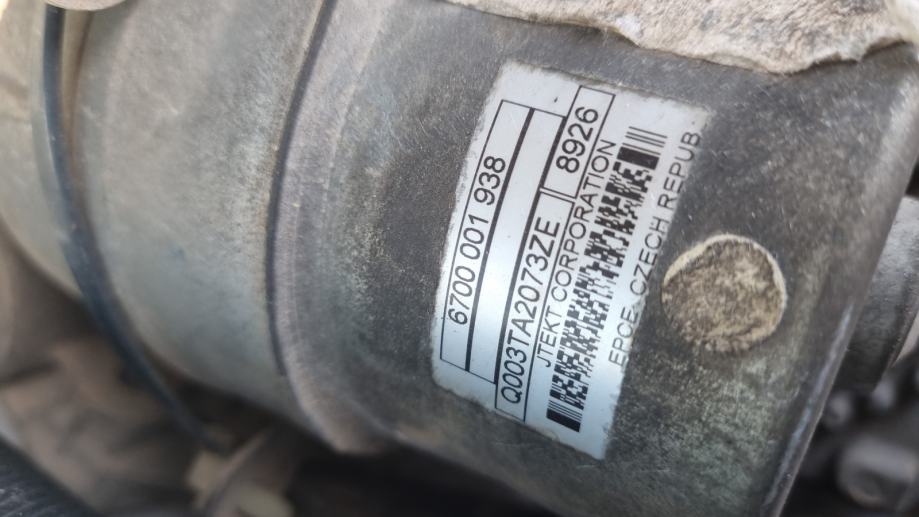 6700 001 938
Q003TA2073ZE 8926
JTEKT CORPORATION
EPCE-CZECH REPUB.